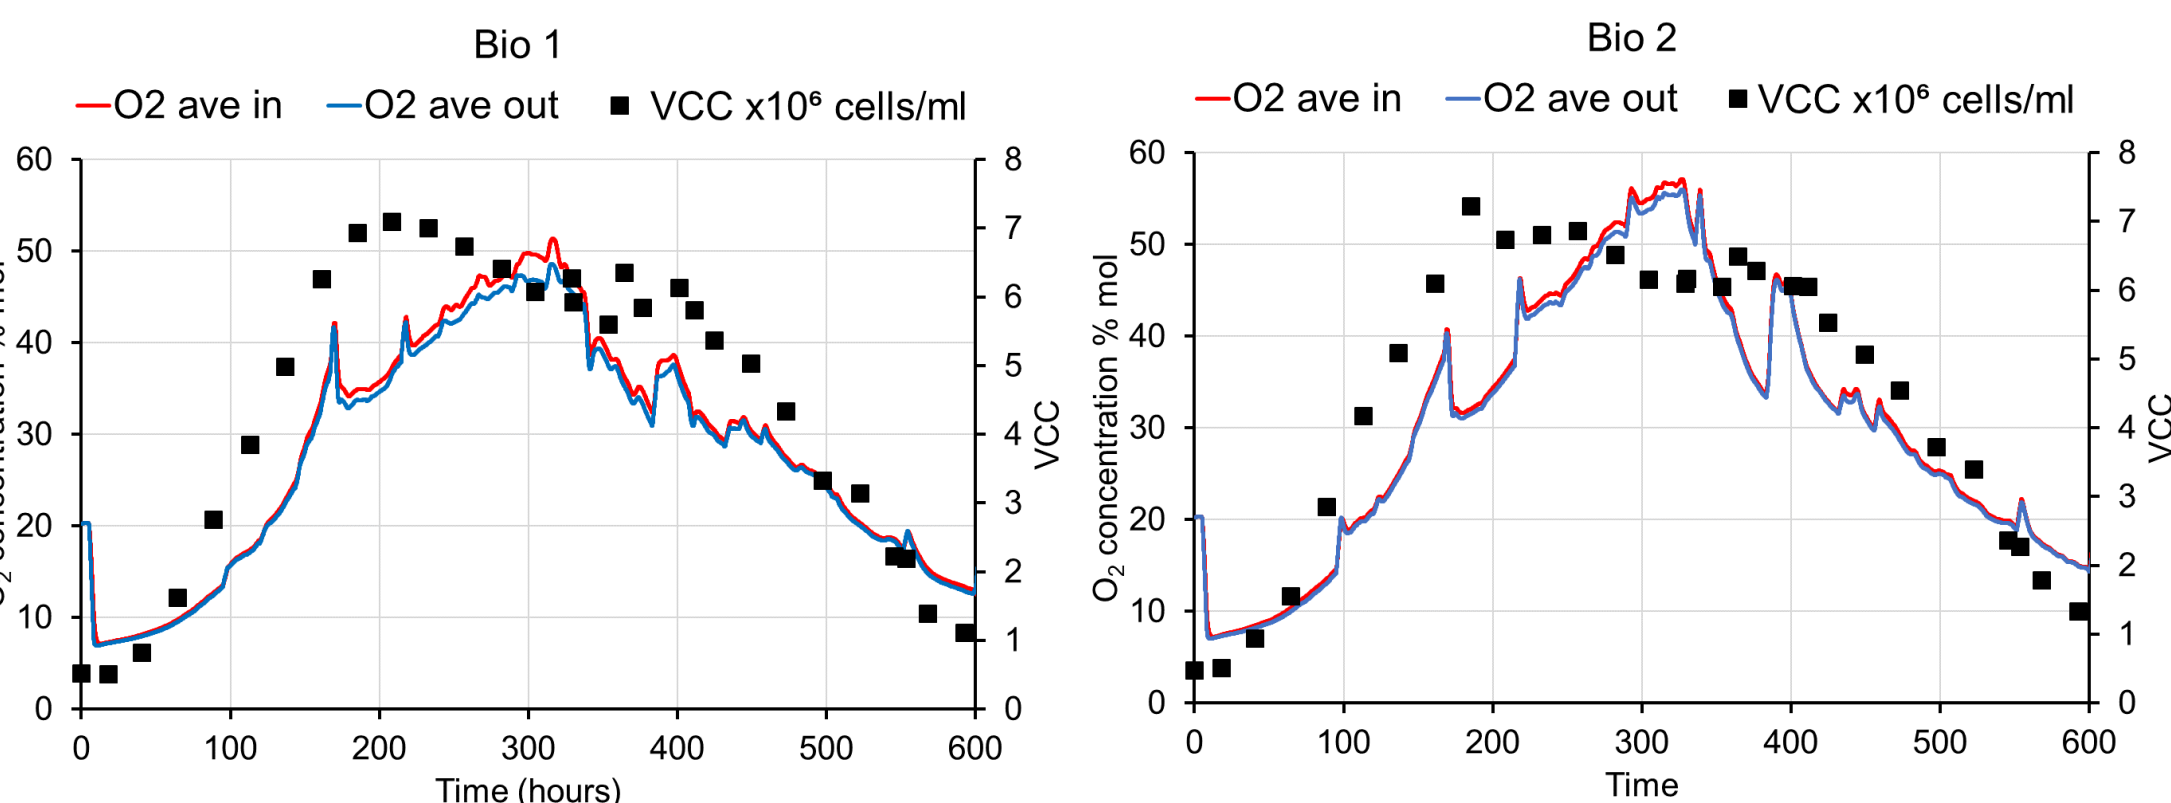 Bio 1
O2 ave in O2 ave out VCC x10⁶ cells/ml
60
50
40
30
20
10
0
8
7
6
5
4
3
2
1
0
VCC
0 100 200 300 400 500 600
Time (hours)
Bio 2
O2 ave in O2 ave out VCC x10⁶ cells/ml
O₂ concentration % mol
60
50
40
30
20
10
0
8
7
6
5
4
3
2
1
0
VCC
0 100 200 300 400 500 600
Time